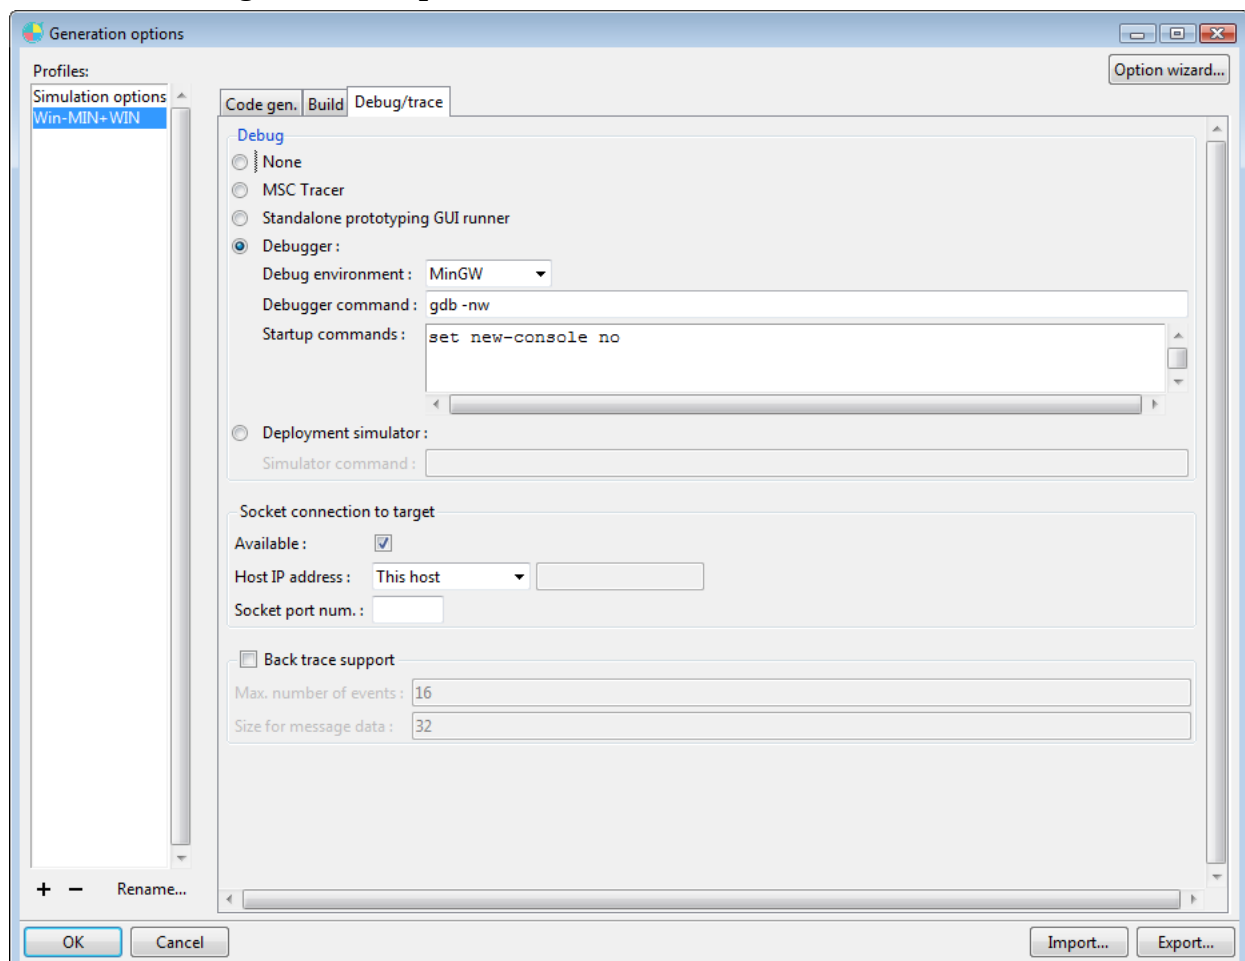 Generation options
Profiles:
Option wizard...
Simulation options
Win-MIN+WIN
Code gen. Build Debug/trace
Debug
None
MSC Tracer
Standalone prototyping GUI runner
Debugger :
Debug environment : MinGW
Debugger command : gdb -nw
Startup commands : set new-console no
Deployment simulator :
Simulator command :
Socket connection to target
Available :
Host IP address : This host
Socket port num. :
Back trace support
Max. number of events : 16
Size for message data : 32
+ − Rename...
OK Cancel Import... Export...